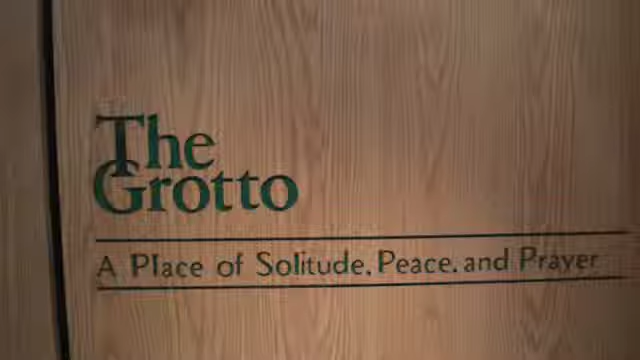 The
Grotto
A Place of Solitude, Peace, and Prayer